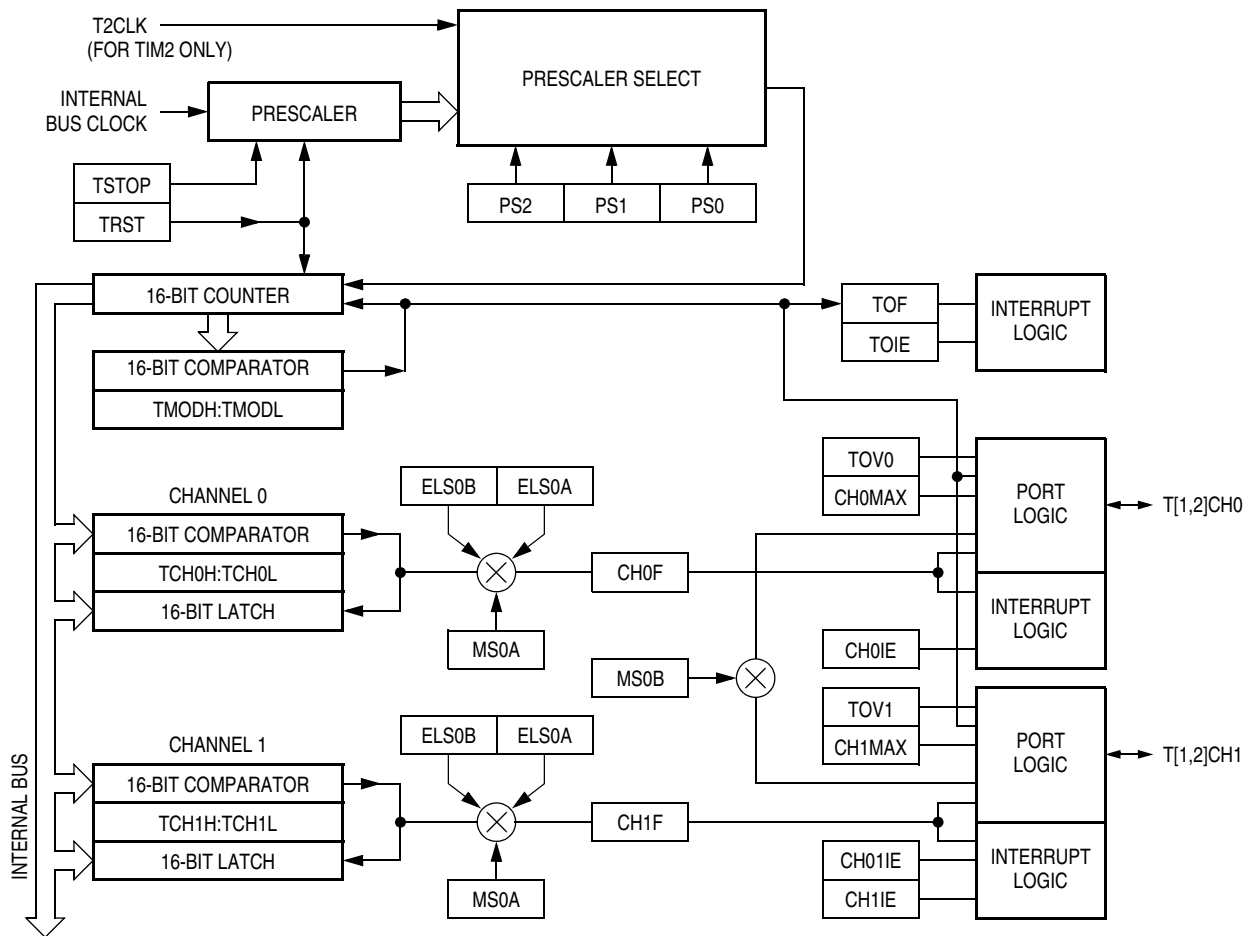 T2CLK
(FOR TIM2 ONLY)
PRESCALER SELECT
INTERNAL
BUS CLOCK
PRESCALER
TSTOP
TRST
PS2
PS1
PS0
16-BIT COUNTER
16-BIT COMPARATOR
TMODH:TMODL
TOF
TOIE
INTERRUPT
LOGIC
CHANNEL 0
16-BIT COMPARATOR
TCH0H:TCH0L
16-BIT LATCH
ELS0B
ELS0A
MS0A
CH0F
TOV0
CH0MAX
PORT
LOGIC
T[1,2]CH0
INTERRUPT
LOGIC
CH0IE
MS0B
CHANNEL 1
16-BIT COMPARATOR
TCH1H:TCH1L
16-BIT LATCH
ELS0B
ELS0A
MS0A
CH1F
TOV1
CH1MAX
PORT
LOGIC
T[1,2]CH1
INTERRUPT
LOGIC
CH01IE
CH1IE
INTERNAL BUS